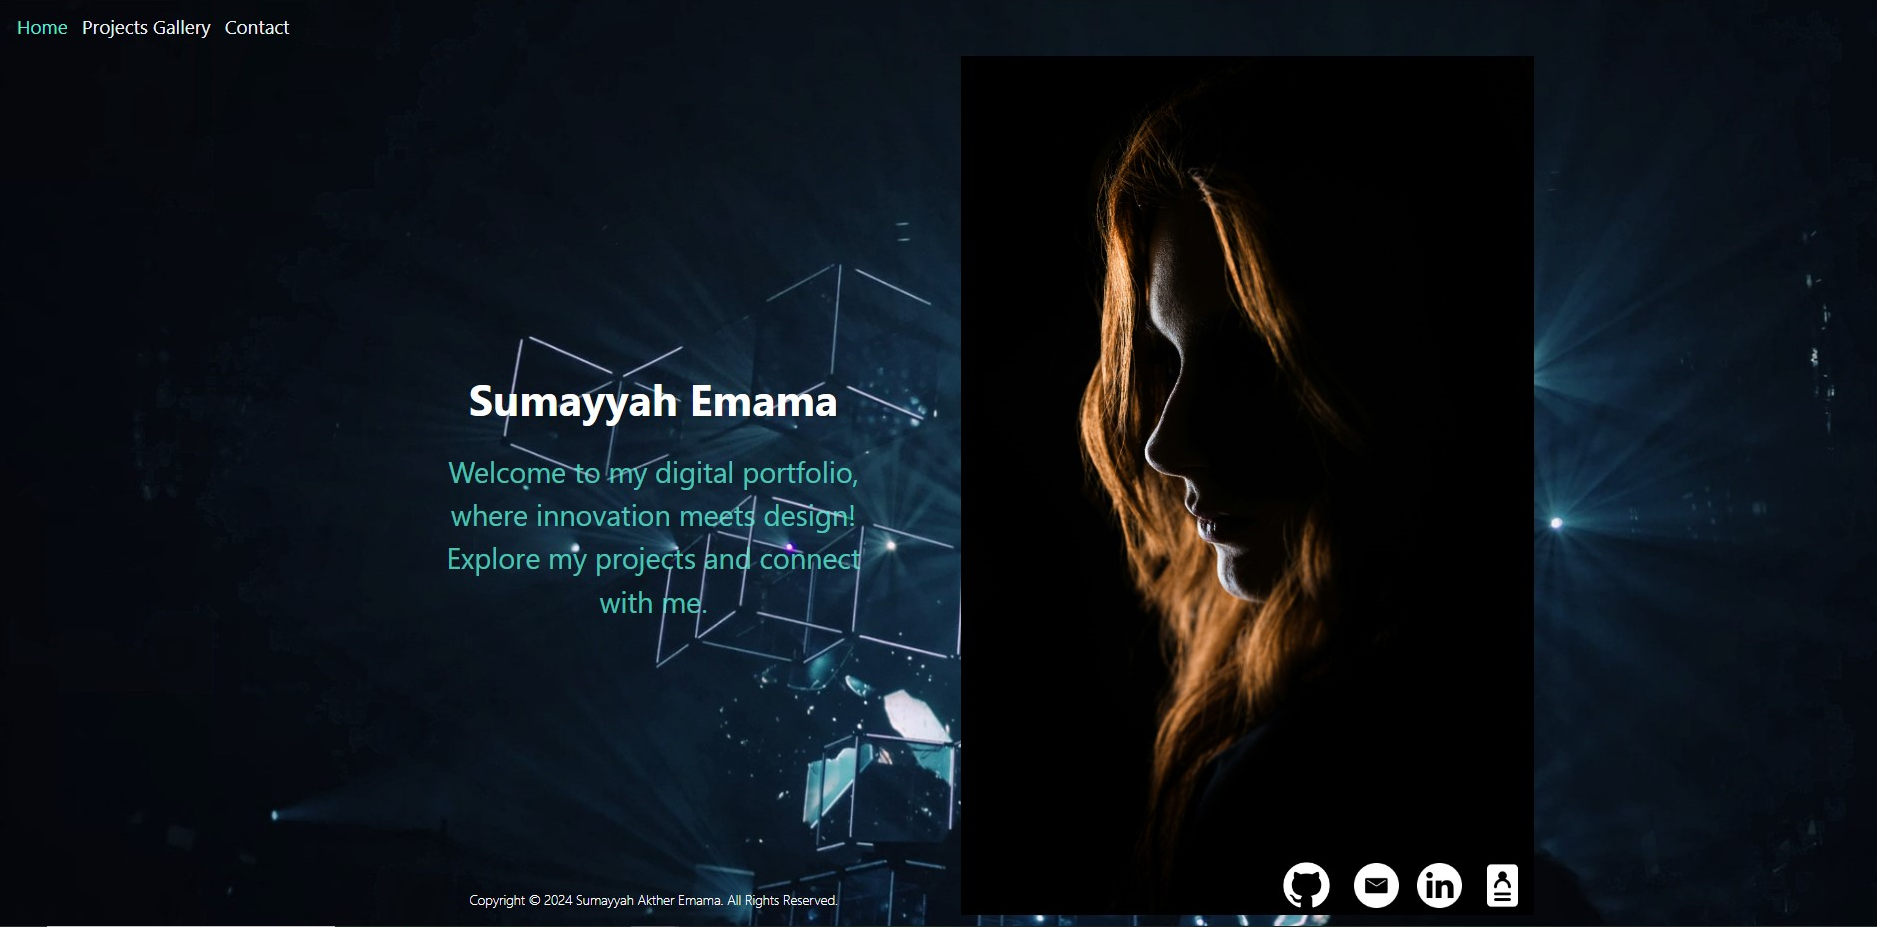 Home Projects Gallery Contact
Sumayyah Emama
Welcome to my digital portfolio,
where innovation meets design!
Explore my projects and connect
with me.
Copyright © 2024 Sumayyah Akther Emama. All Rights Reserved.
in